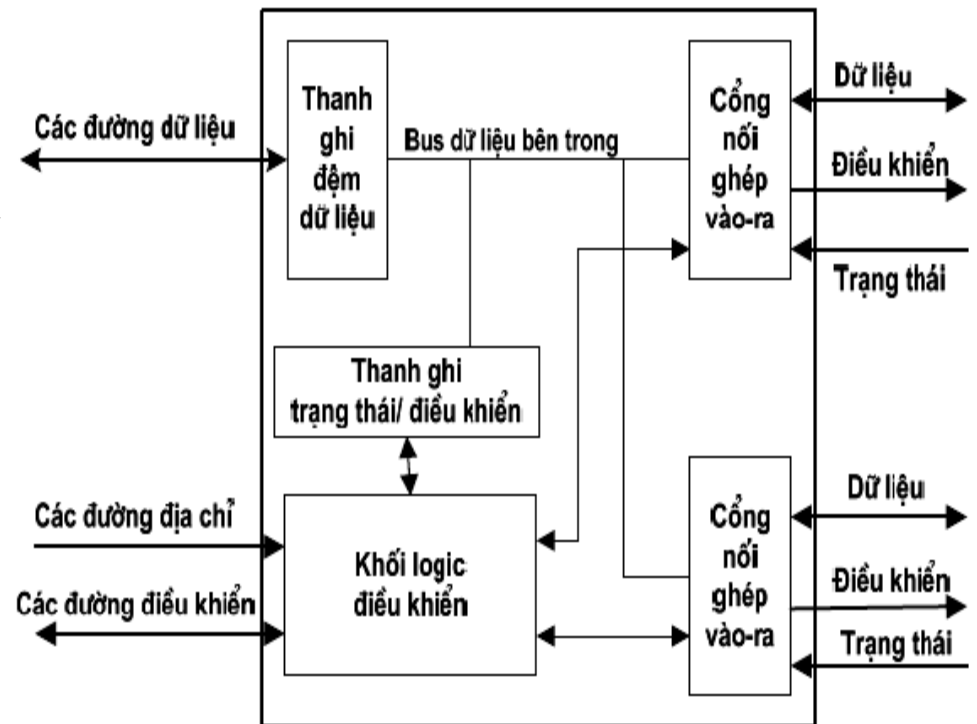 Các đường dữ liệu
Thanh
ghi
đệm
dữ liệu
Bus dữ liệu bên trong
Cổng
nối
ghép
vào-ra
Dữ liệu
Điều khiển
Trạng thái
Thanh ghi
trạng thái/ điều khiển
Các đường địa chỉ
Các đường điều khiển
Khối logic
điều khiển
Cổng
nối
ghép
vào-ra
Dữ liệu
Điều khiển
Trạng thái